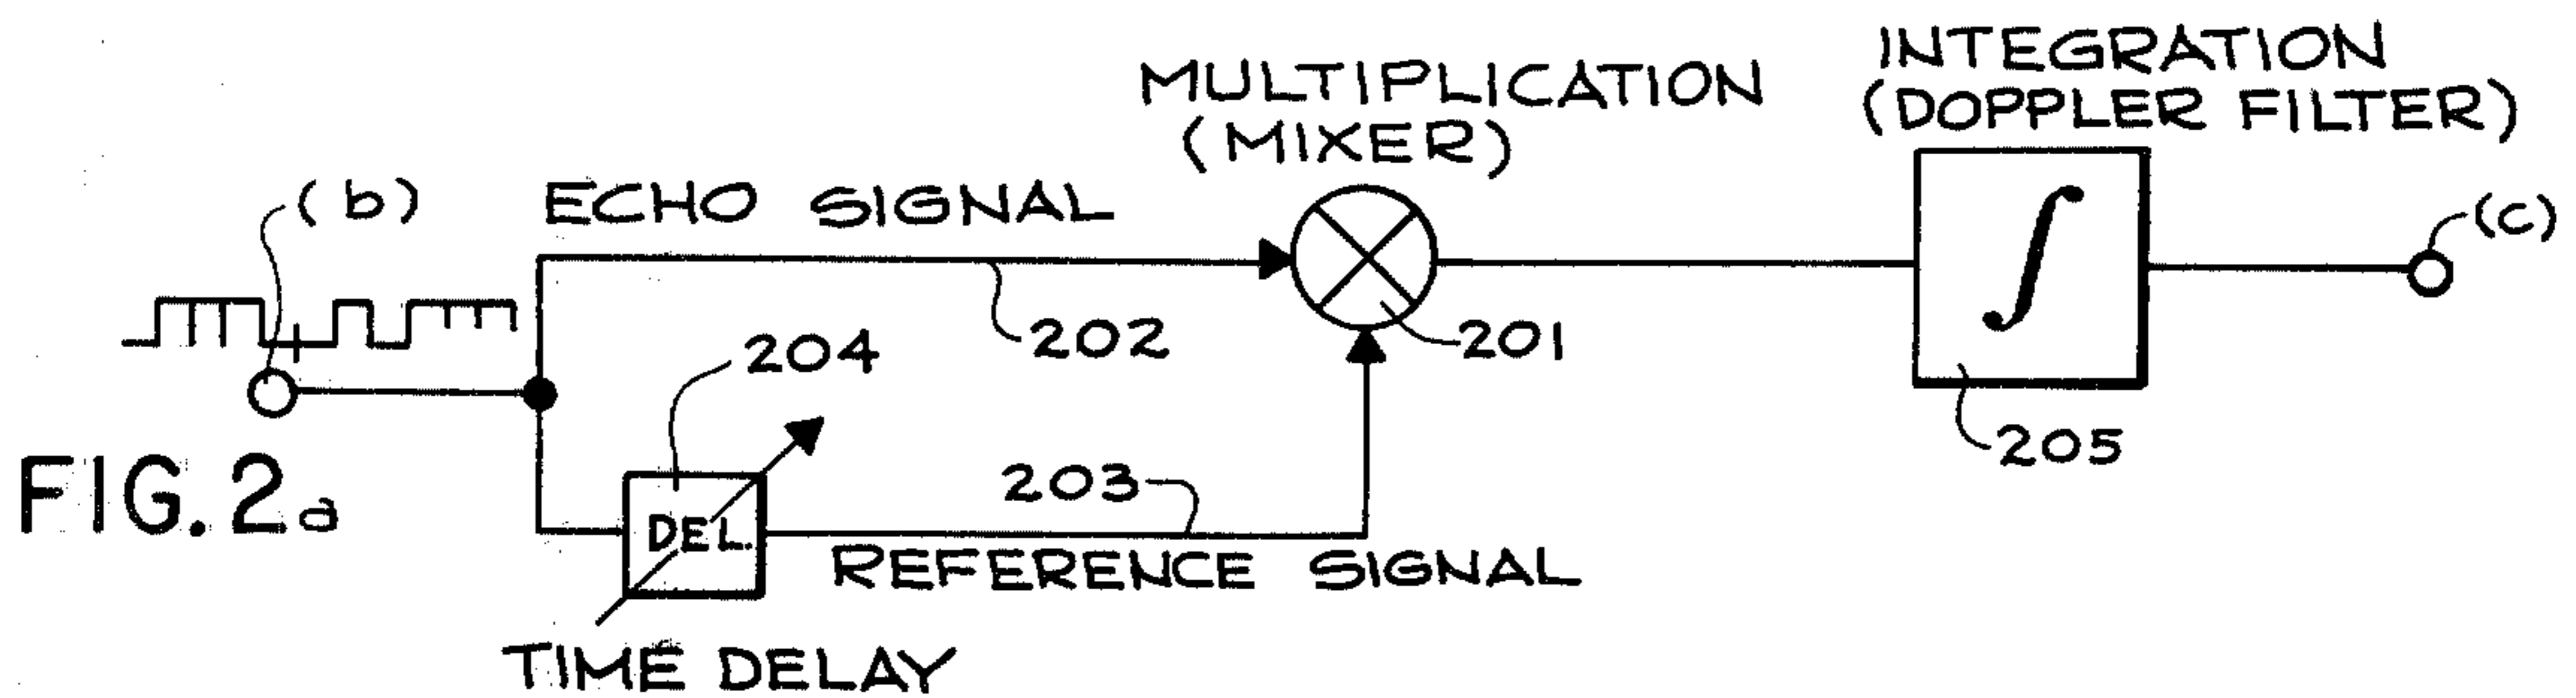 INTEGRATION
(DOPPLER FILTER)
MULTIPLICATION
(MIXER)
(b)
ECHO SIGNAL
(c)
202
201
204
205
203
FIG. 2a
DEL.
REFERENCE SIGNAL
TIME DELAY